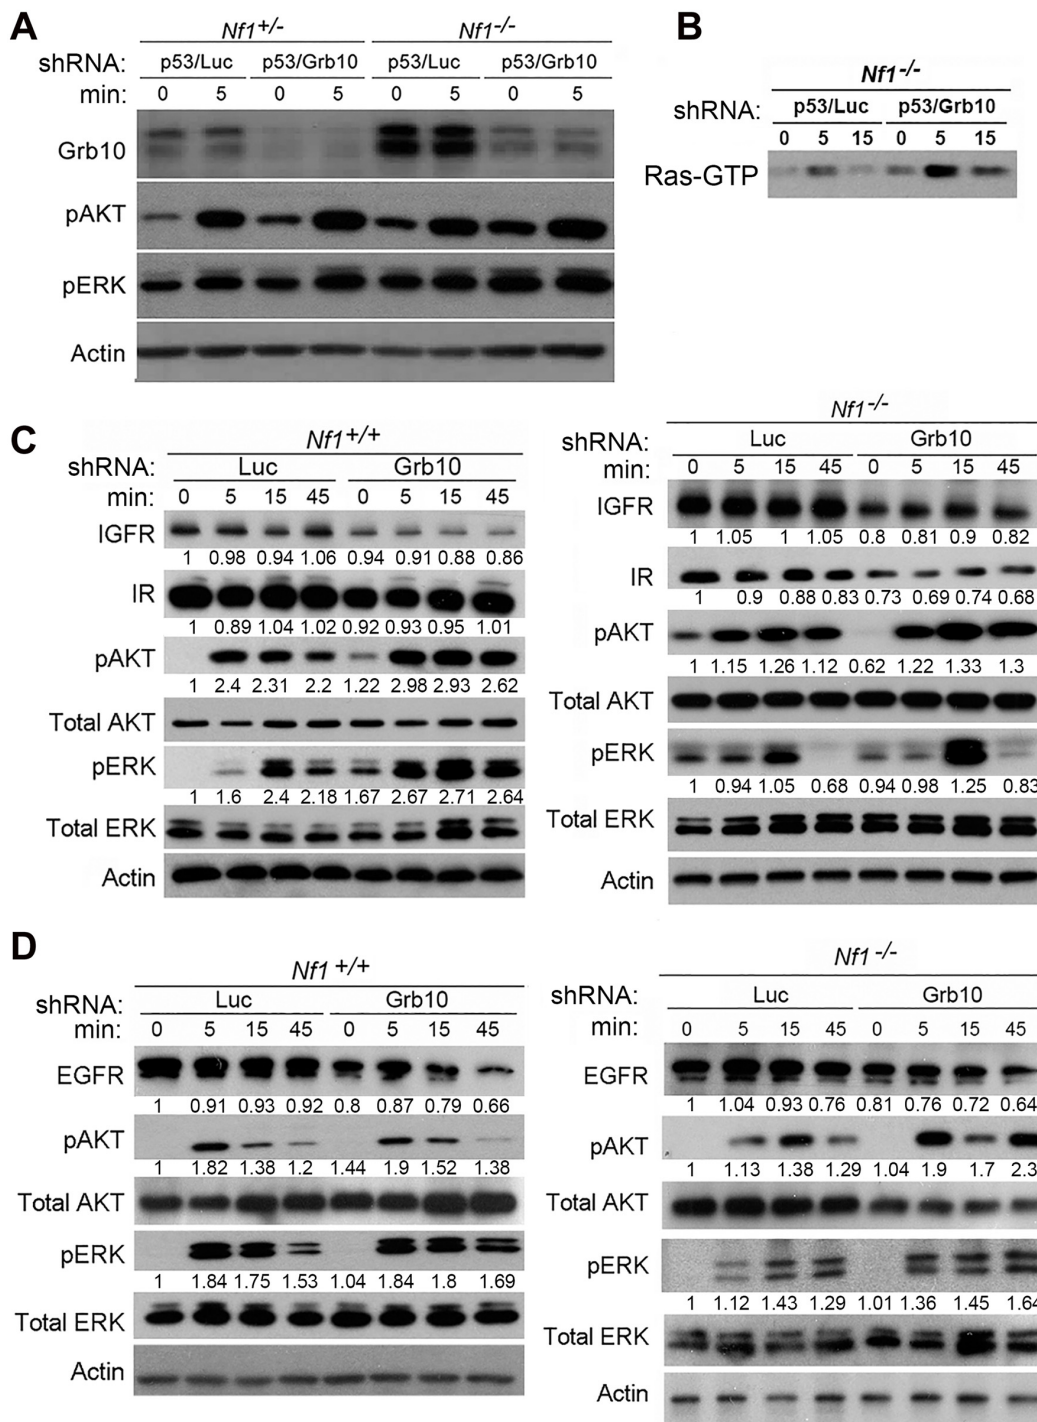 A
Nf1+/- Nf1-/-
shRNA: p53/Luc p53/Grb10 p53/Luc p53/Grb10
min: 0 5 0 5 0 5 0 5
Grb10
pAKT
pERK
Actin
B
Nf1-/-
shRNA: p53/Luc p53/Grb10
0 5 15 0 5 15
Ras-GTP
C
Nf1+/+
shRNA: Luc Grb10
min: 0 5 15 45 0 5 15 45
IGFR
1 0.98 0.94 1.06 0.94 0.91 0.88 0.86
IR
1 0.89 1.04 1.02 0.92 0.93 0.95 1.01
pAKT
1 2.4 2.31 2.2 1.22 2.98 2.93 2.62
Total AKT
pERK
1 1.6 2.4 2.18 1.67 2.67 2.71 2.64
Total ERK
Actin
Nf1-/-
shRNA: Luc Grb10
min: 0 5 15 45 0 5 15 45
IGFR
1 1.05 1 1.05 0.8 0.81 0.9 0.82
IR
1 0.9 0.88 0.83 0.73 0.69 0.74 0.68
pAKT
1 1.15 1.26 1.12 0.62 1.22 1.33 1.3
Total AKT
pERK
1 0.94 1.05 0.68 0.94 0.98 1.25 0.83
Total ERK
Actin
D
Nf1 +/+
shRNA: Luc Grb10
min: 0 5 15 45 0 5 15 45
EGFR
1 0.91 0.93 0.92 0.8 0.87 0.79 0.66
pAKT
1 1.82 1.38 1.2 1.44 1.9 1.52 1.38
Total AKT
pERK
1 1.84 1.75 1.53 1.04 1.84 1.8 1.69
Total ERK
Actin
Nf1 -/-
shRNA: Luc Grb10
min: 0 5 15 45 0 5 15 45
EGFR
1 1.04 0.93 0.76 0.81 0.76 0.72 0.64
pAKT
1 1.13 1.38 1.29 1.04 1.9 1.7 2.3
Total AKT
pERK
1 1.12 1.43 1.29 1.01 1.36 1.45 1.64
Total ERK
Actin